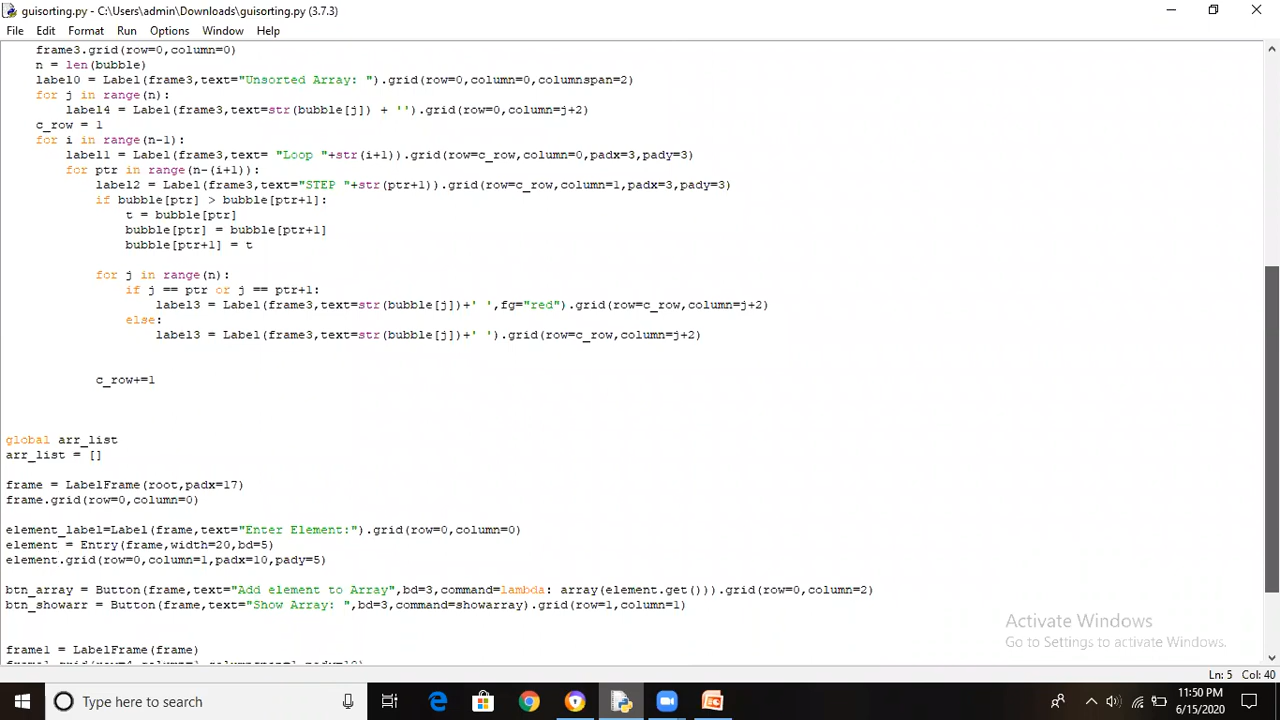 guisorting.py - C:\Users\admin\Downloads\guisorting.py (3.7.3)
File Edit Format Run Options Window Help
frame3.grid(row=0,column=0)
n = len(bubble)
label0 = Label(frame3,text="Unsorted Array: ").grid(row=0,column=0,columnspan=2)
for j in range(n):
label4 = Label(frame3,text=str(bubble[j]) + '').grid(row=0,column=j+2)
c_row = 1
for i in range(n-1):
label1 = Label(frame3,text= "Loop "+str(i+1)).grid(row=c_row,column=0,padx=3,pady=3)
for ptr in range(n-(i+1)):
label2 = Label(frame3,text="STEP "+str(ptr+1)).grid(row=c_row,column=1,padx=3,pady=3)
if bubble[ptr] > bubble[ptr+1]:
t = bubble[ptr]
bubble[ptr] = bubble[ptr+1]
bubble[ptr+1] = t
for j in range(n):
if j == ptr or j == ptr+1:
label3 = Label(frame3,text=str(bubble[j])+' ',fg="red").grid(row=c_row,column=j+2)
else:
label3 = Label(frame3,text=str(bubble[j])+' ').grid(row=c_row,column=j+2)
c_row+=1
global arr_list
arr_list = []
frame = LabelFrame(root,padx=17)
frame.grid(row=0,column=0)
element_label=Label(frame,text="Enter Element:").grid(row=0,column=0)
element = Entry(frame,width=20,bd=5)
element.grid(row=0,column=1,padx=10,pady=5)
btn_array = Button(frame,text="Add element to Array",bd=3,command=lambda: array(element.get())).grid(row=0,column=2)
btn_showarr = Button(frame,text="Show Array: ",bd=3,command=showarray).grid(row=1,column=1)
frame1 = LabelFrame(frame)
Activate Windows
Go to Settings to activate Windows.
Ln: 5 Col: 40
Type here to search
11:50 PM
6/15/2020